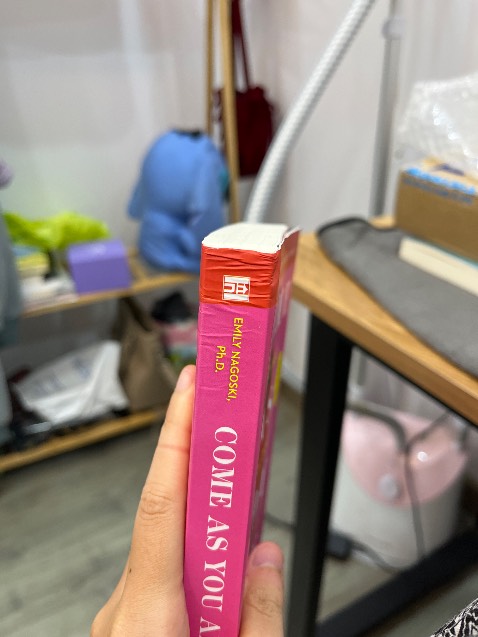 EMILY NAGOSKI,
Ph.D.
COME AS YOU A